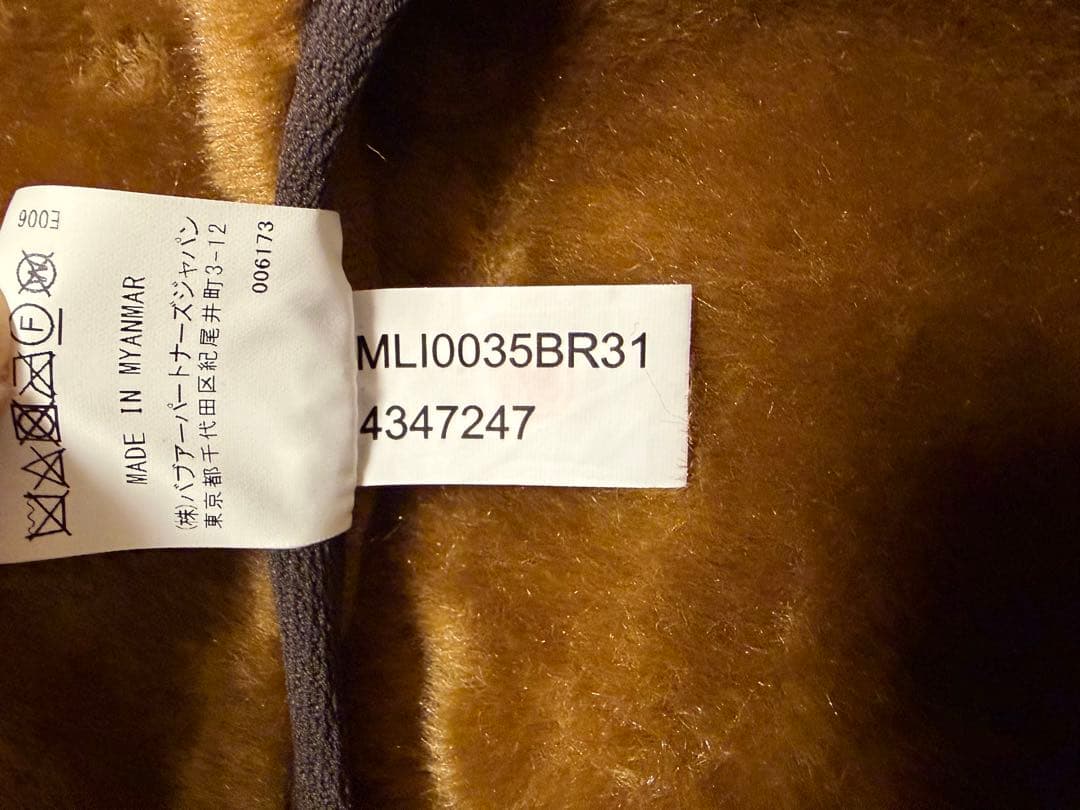 E006
MADE IN MYANMAR
(株)バブアーパートナーズジャパン
東京都千代田区紀尾井町3-12
006173
MLI0035BR31
4347247